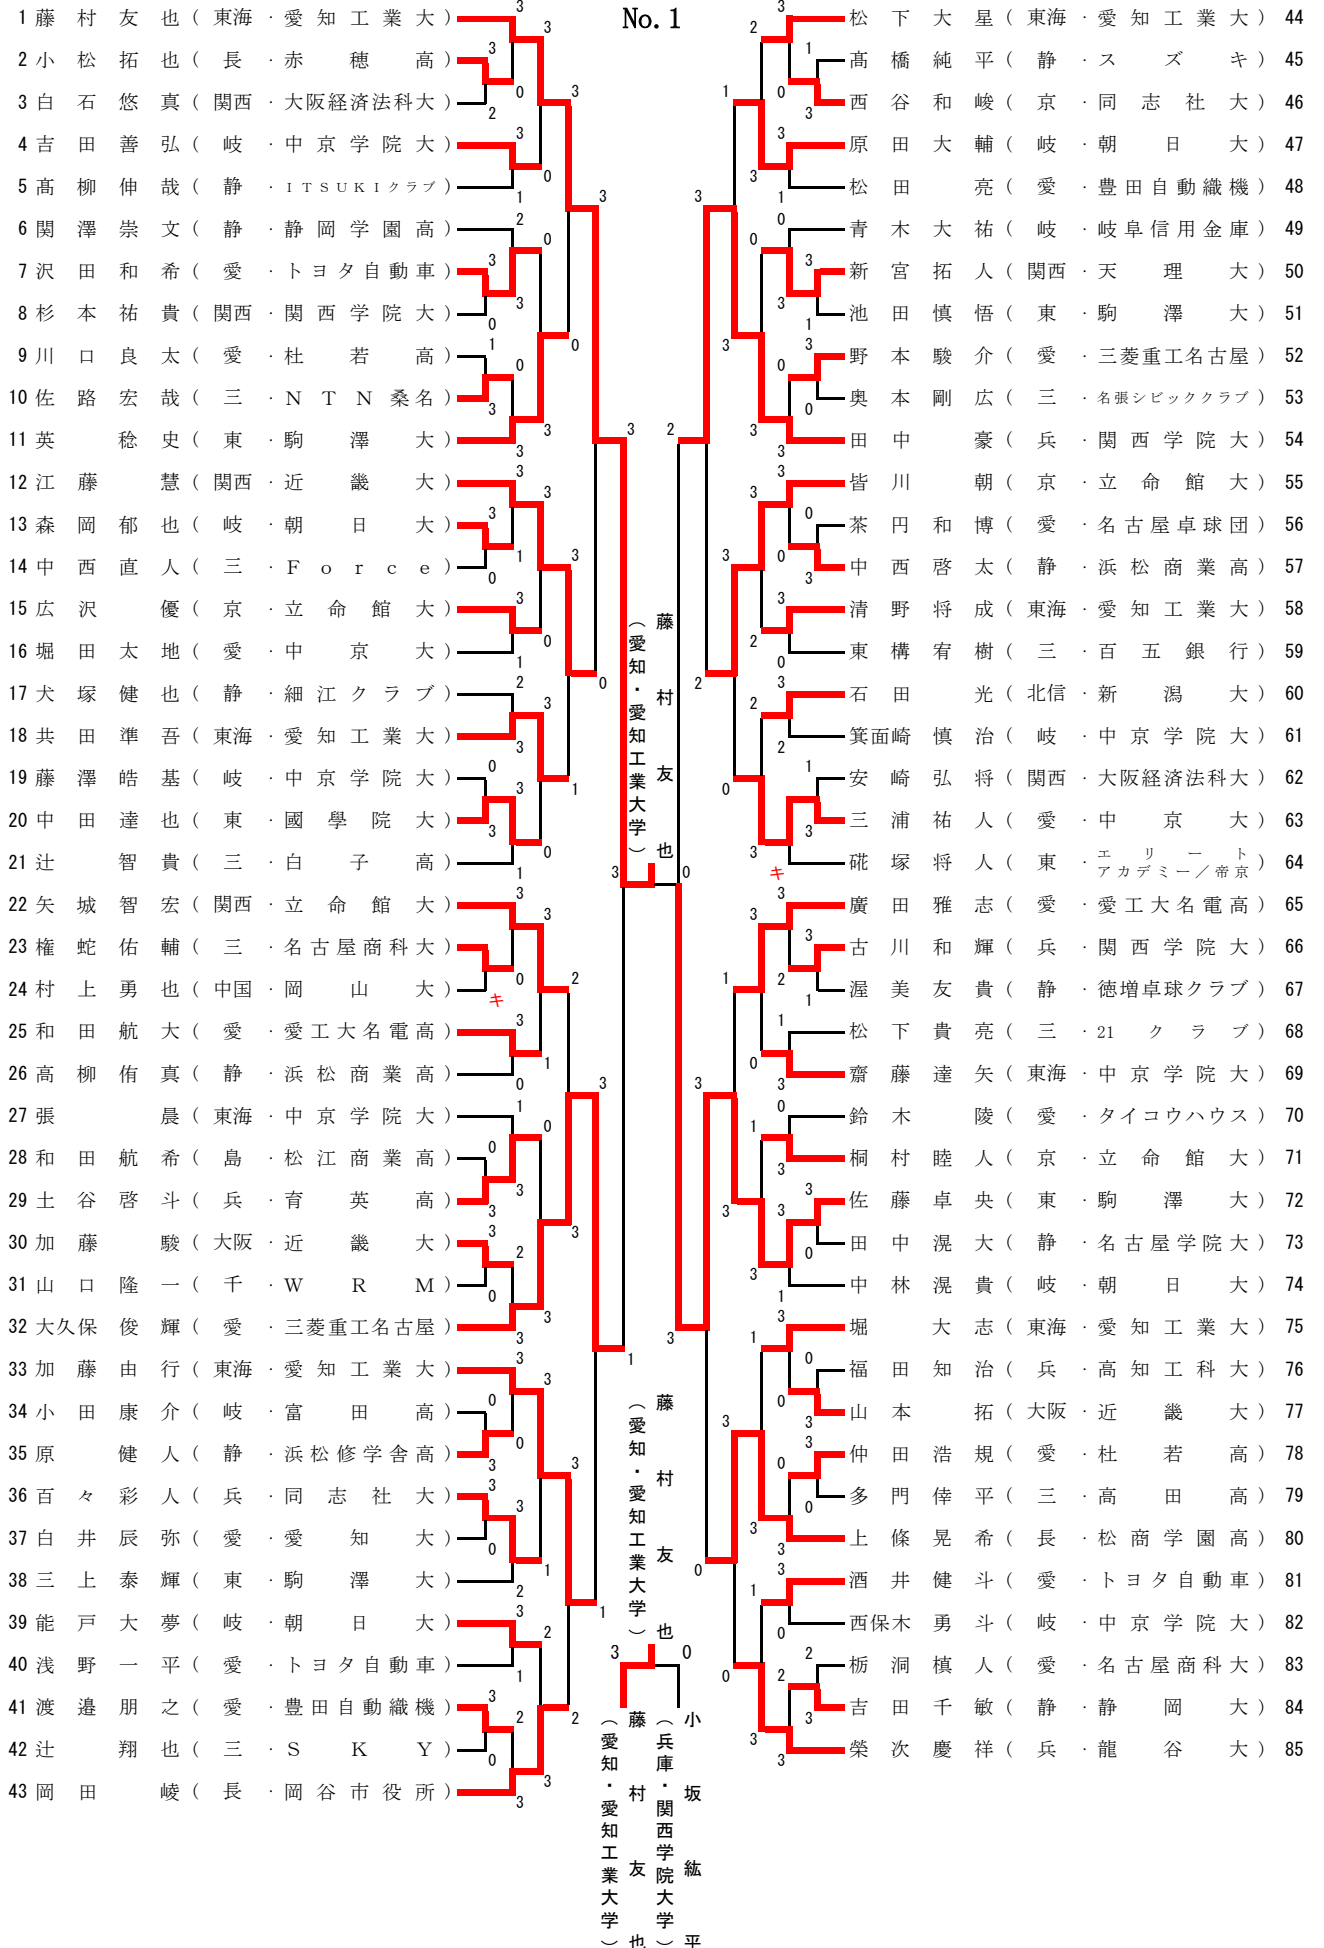 No. 1
1 藤村友也（東海・愛知工業大）
2 小松拓也（長・赤穂高）
3 白石悠真（関西・大阪経済法科大）
4 吉田善弘（岐・中京学院大）
5 髙柳伸哉（静・ＩＴＳＵＫＩクラブ）
6 関澤崇文（静・静岡学園高）
7 沢田和希（愛・トヨタ自動車）
8 杉本祐貴（関西・関西学院大）
9 川口良太（愛・杜若高）
10 佐路宏哉（三・ＮＴＮ桑名）
11 英稔史（東・駒澤大）
12 江藤慧（関西・近畿大）
13 森岡郁也（岐・朝日大）
14 中西直人（三・Ｆｏｒｃｅ）
15 広沢優（京・立命館大）
16 堀田太地（愛・中京大）
17 犬塚健也（静・細江クラブ）
18 共田準吾（東海・愛知工業大）
19 藤澤皓基（岐・中京学院大）
20 中田達也（東・國學院大）
21 辻智貴（三・白子高）
22 矢城智宏（関西・立命館大）
23 権蛇佑輔（三・名古屋商科大）
24 村上勇也（中国・岡山大）
キ
25 和田航大（愛・愛工大名電高）
26 高柳侑真（静・浜松商業高）
27 張晨（東海・中京学院大）
28 和田航希（島・松江商業高）
29 土谷啓斗（兵・育英高）
30 加藤駿（大阪・近畿大）
31 山口隆一（千・ＷＲＭ）
32 大久保俊輝（愛・三菱重工名古屋）
33 加藤由行（東海・愛知工業大）
34 小田康介（岐・富田高）
35 原健人（静・浜松修学舎高）
36 百々彩人（兵・同志社大）
37 白井辰弥（愛・愛知大）
38 三上泰輝（東・駒澤大）
39 能戸大夢（岐・朝日大）
40 浅野一平（愛・トヨタ自動車）
41 渡邉朋之（愛・豊田自動織機）
42 辻翔也（三・ＳＫＹ）
43 岡田崚（長・岡谷市役所）
松下大星（東海・愛知工業大） 44
髙橋純平（静・スズキ） 45
西谷和峻（京・同志社大） 46
原田大輔（岐・朝日大） 47
松田亮（愛・豊田自動織機） 48
青木大祐（岐・岐阜信用金庫） 49
新宮拓人（関西・天理大） 50
池田慎悟（東・駒澤大） 51
野本駿介（愛・三菱重工名古屋） 52
奥本剛広（三・名張シビッククラブ） 53
田中豪（兵・関西学院大） 54
皆川朝（京・立命館大） 55
茶円和博（愛・名古屋卓球団） 56
中西啓太（静・浜松商業高） 57
清野将成（東海・愛知工業大） 58
東構宥樹（三・百五銀行） 59
石田光（北信・新潟大） 60
箕面崎慎治（岐・中京学院大） 61
安崎弘将（関西・大阪経済法科大） 62
三浦祐人（愛・中京大） 63
硴塚将人（東・エリートアカデミー／帝京） 64
キ
廣田雅志（愛・愛工大名電高） 65
古川和輝（兵・関西学院大） 66
渥美友貴（静・徳増卓球クラブ） 67
松下貴亮（三・21クラブ） 68
齋藤達矢（東海・中京学院大） 69
鈴木陵（愛・タイコウハウス） 70
桐村睦人（京・立命館大） 71
佐藤卓央（東・駒澤大） 72
田中滉大（静・名古屋学院大） 73
中林滉貴（岐・朝日大） 74
堀大志（東海・愛知工業大） 75
福田知治（兵・高知工科大） 76
山本拓（大阪・近畿大） 77
仲田浩規（愛・杜若高） 78
多門倖平（三・高田高） 79
上條晃希（長・松商学園高） 80
酒井健斗（愛・トヨタ自動車） 81
西保木勇斗（岐・中京学院大） 82
栃洞槙人（愛・名古屋商科大） 83
吉田千敏（静・静岡大） 84
榮次慶祥（兵・龍谷大） 85
藤村友也
（愛知・愛知工業大学）
3 0
藤村友也
（愛知・愛知工業大学）
3 0
小坂紘平
（兵庫・関西学院大学）
藤村友也
（愛知・愛知工業大学）